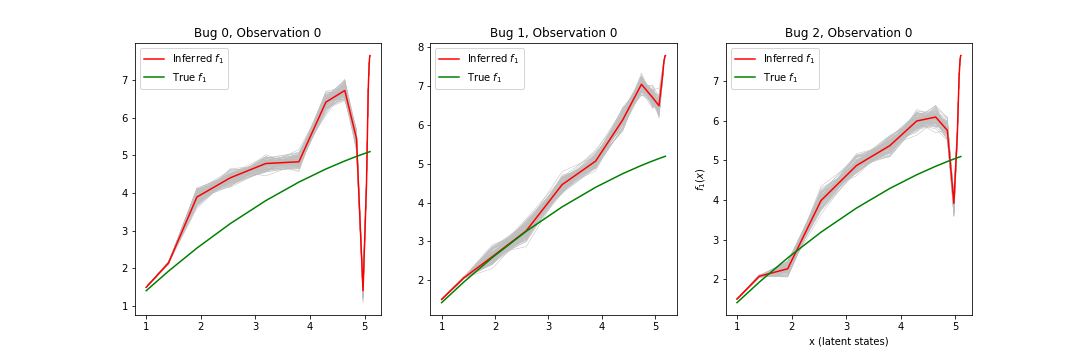 Bug 0, Observation 0
Inferred f₁
True f₁
7
6
5
4
3
2
1
1 2 3 4 5
Bug 1, Observation 0
Inferred f₁
True f₁
8
7
6
5
4
3
2
1 2 3 4 5
Bug 2, Observation 0
Inferred f₁
True f₁
f₁(x)
7
6
5
4
3
2
1 2 3 4 5
x (latent states)